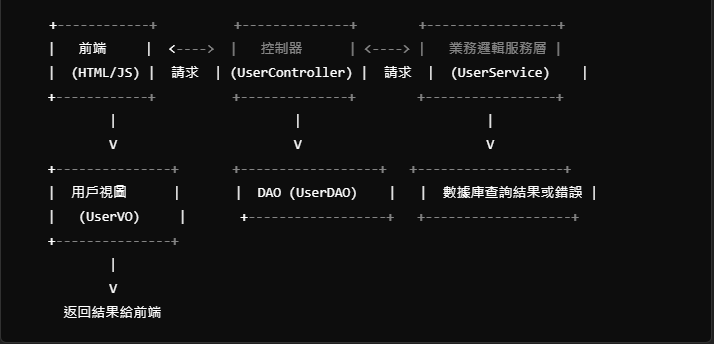 +------------+          +--------------+        +-----------------+
|   前端     |  <---->  |   控制器      | <----> |   業務邏輯服務層 |
|  (HTML/JS) |  請求  | (UserController) |  請求  |  (UserService)    |
+------------+          +--------------+        +-----------------+
        |                       |                        |
        V                       V                        V
+---------------+       +------------------+   +-------------------+
|  用戶視圖      |       |  DAO (UserDAO)    |   |  數據庫查詢結果或錯誤 |
|   (UserVO)     |       +-----------------+   +-------------------+
+---------------+
        |
        V
  返回結果給前端